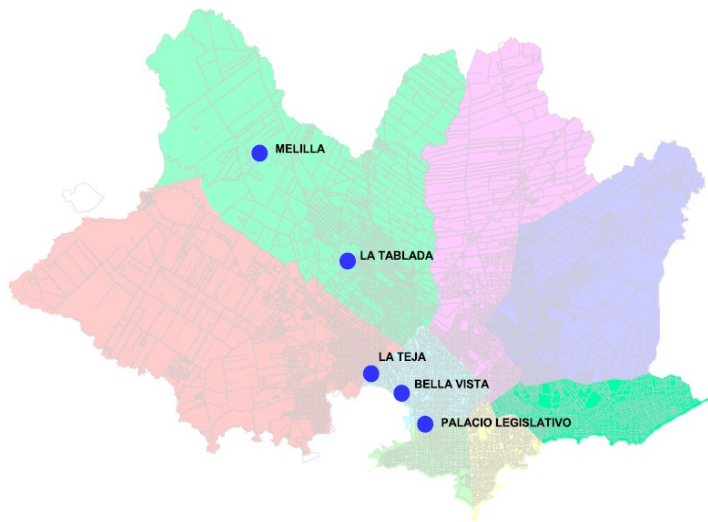 MELILLA
LA TABLADA
LA TEJA
BELLA VISTA
PALACIO LEGISLATIVO